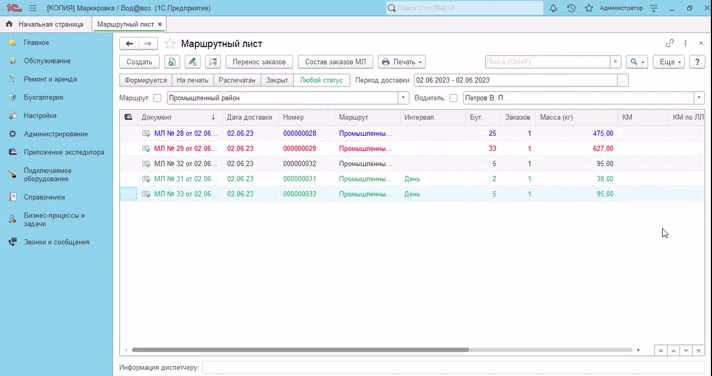 [КОПИЯ] Маркировка / Вод@воз (1С:Предприятие)
Поиск Ctrl+Shift+F
Администратор
Начальная страница
Маршрутный лист ×
Главное
Обслуживание
Ремонт и аренда
Бухгалтерия
Настройки
Администрирование
Приложение экспедитора
Подключаемое
оборудование
Справочники
Бизнес-процессы и
задачи
Звонки и сообщения
Маршрутный лист
Создать Перенос заказов Состав заказов МЛ Печать Поиск (Ctrl+F) Еще ?
Формируется На печать Распечатан Закрыт Любой статус Период доставки: 02.06.2023 - 02.06.2023 ...
Маршрут: Промышленный район Водитель: Петров В. П.
Документ ↓ Дата доставки Номер Маршрут Интервал Бут. Заказов Масса (кг) КМ КМ по ПЛ
МЛ № 28 от 02.06... 02.06.23 000000028 Промышленны... 25 1 475,00
МЛ № 29 от 02.06... 02.06.23 000000029 Промышленны... 33 1 627,00
МЛ № 32 от 02.06... 02.06.23 000000032 Промышленны... 5 1 95,00
МЛ № 31 от 02.06... 02.06.23 000000031 Промышленны... День 2 1 38,00
МЛ № 33 от 02.06... 02.06.23 000000033 Промышленны... День 5 1 95,00
Информация диспетчеру: